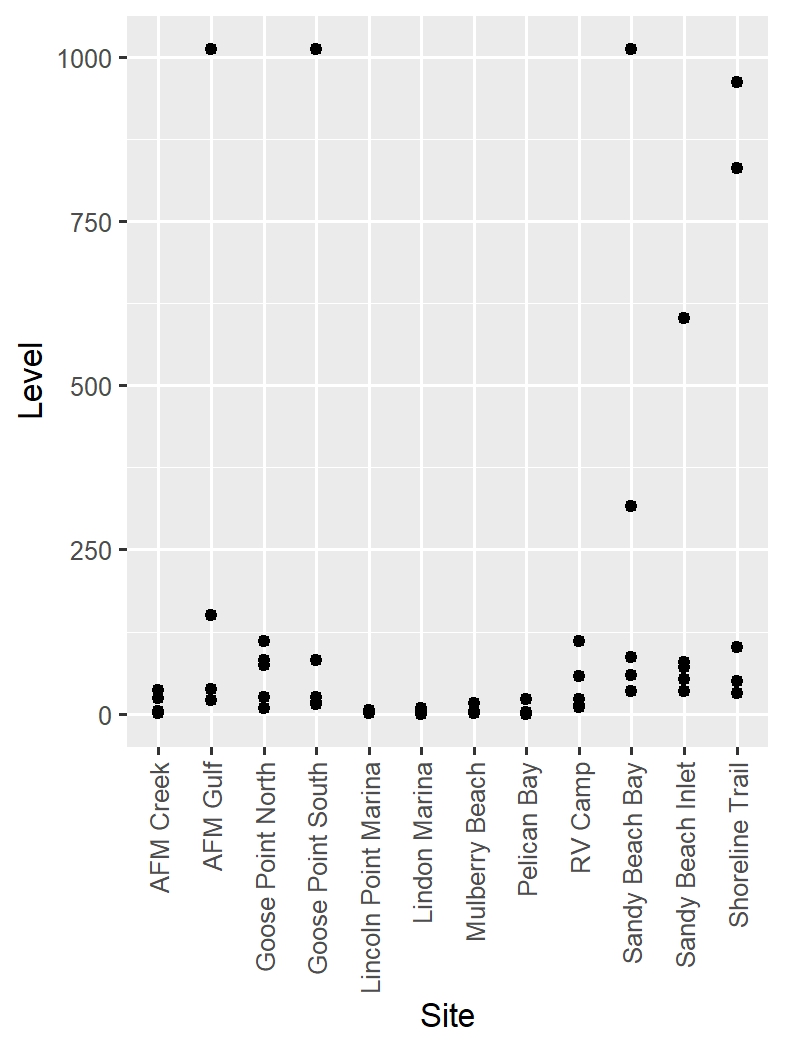 Level
1000
750
500
250
0
AFM Creek
AFM Gulf
Goose Point North
Goose Point South
Lincoln Point Marina
Lindon Marina
Mulberry Beach
Pelican Bay
RV Camp
Sandy Beach Bay
Sandy Beach Inlet
Shoreline Trail
Site